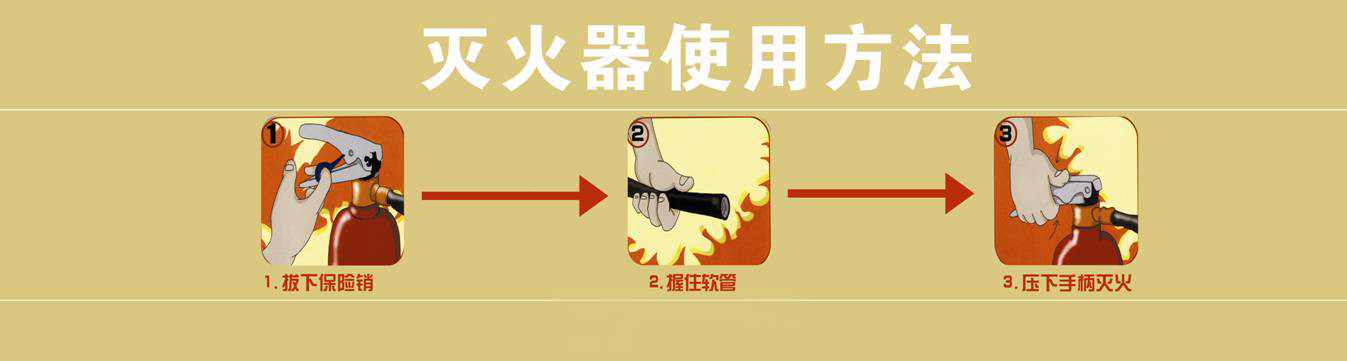 灭火器使用方法
1
2
3
1.拔下保险销
2.握住软管
3.压下手柄灭火